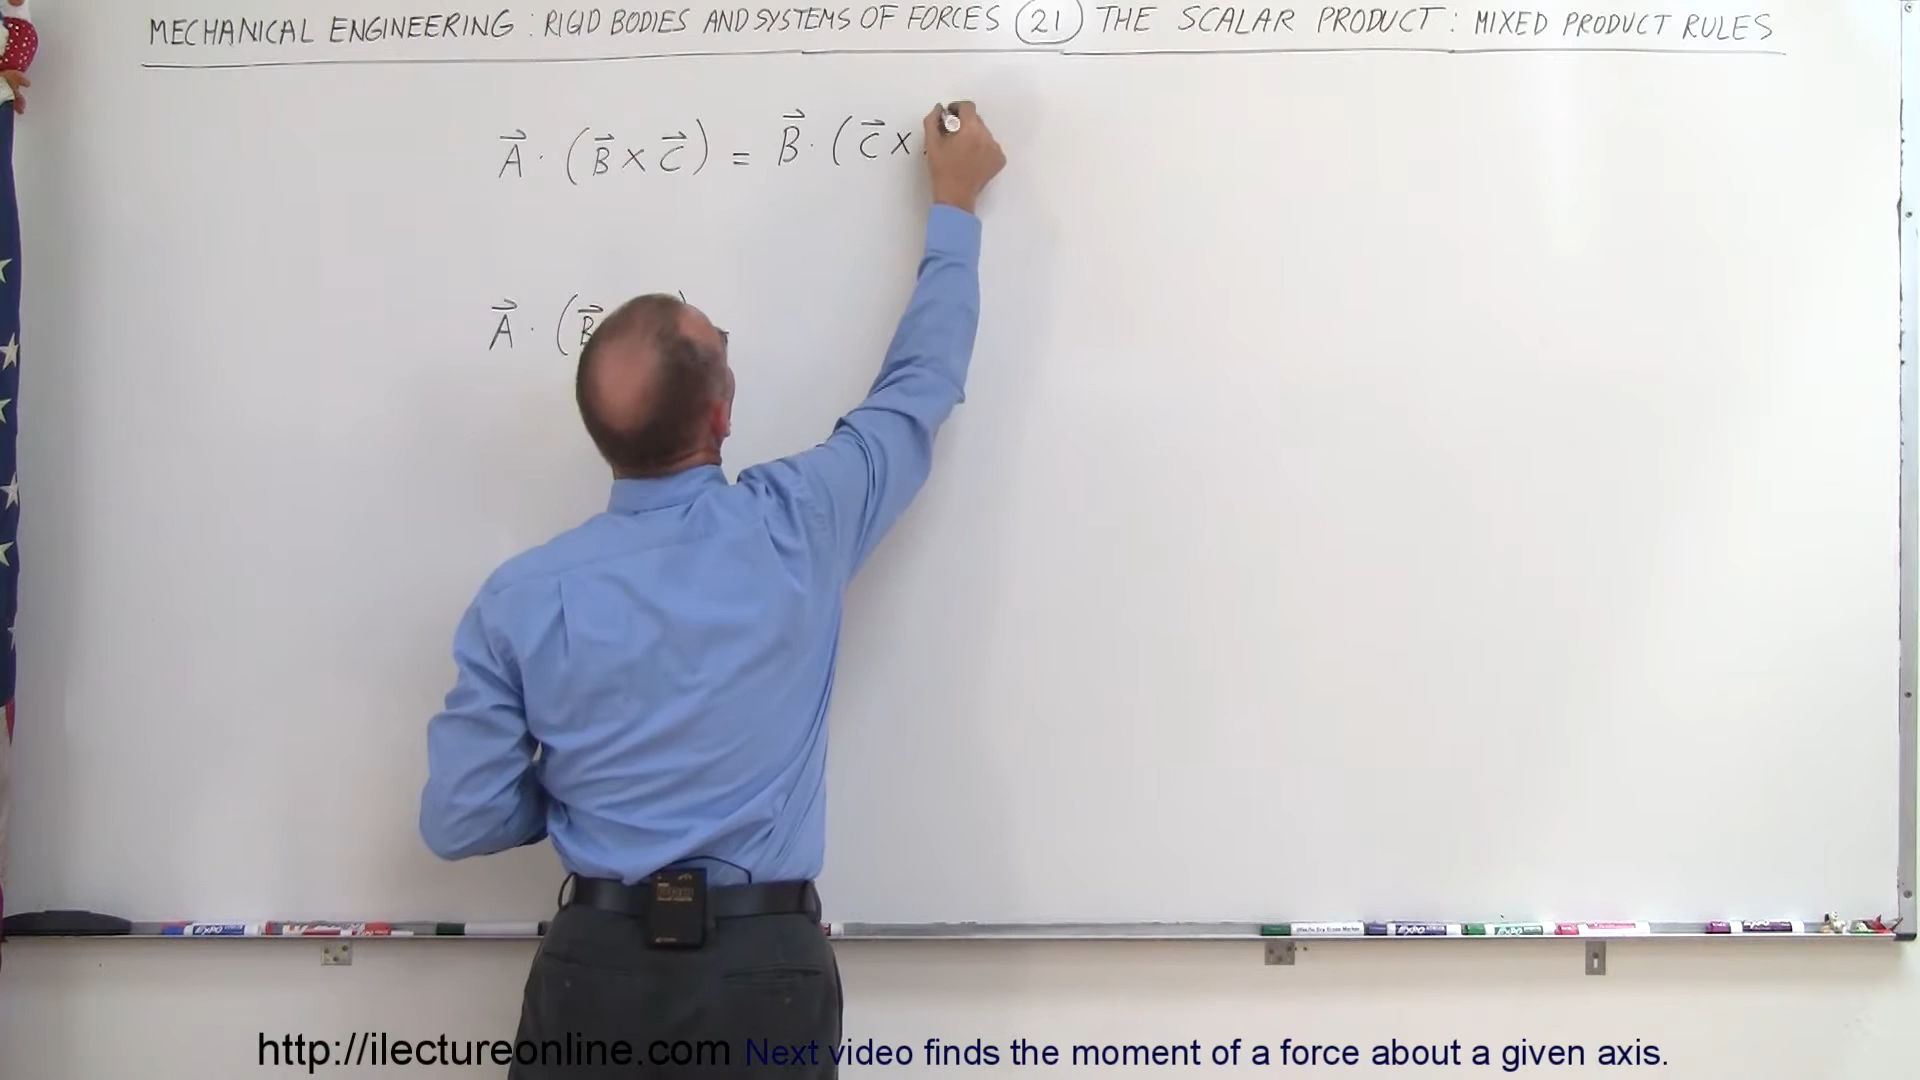 MECHANICAL ENGINEERING : RIGID BODIES AND SYSTEMS OF FORCES (21) THE SCALAR PRODUCT : MIXED PRODUCT RULES
A⃗ · (B⃗ × C⃗) = B⃗ · (C⃗ ×
A⃗ · (B⃗
http://ilectureonline.com Next video finds the moment of a force about a given axis.